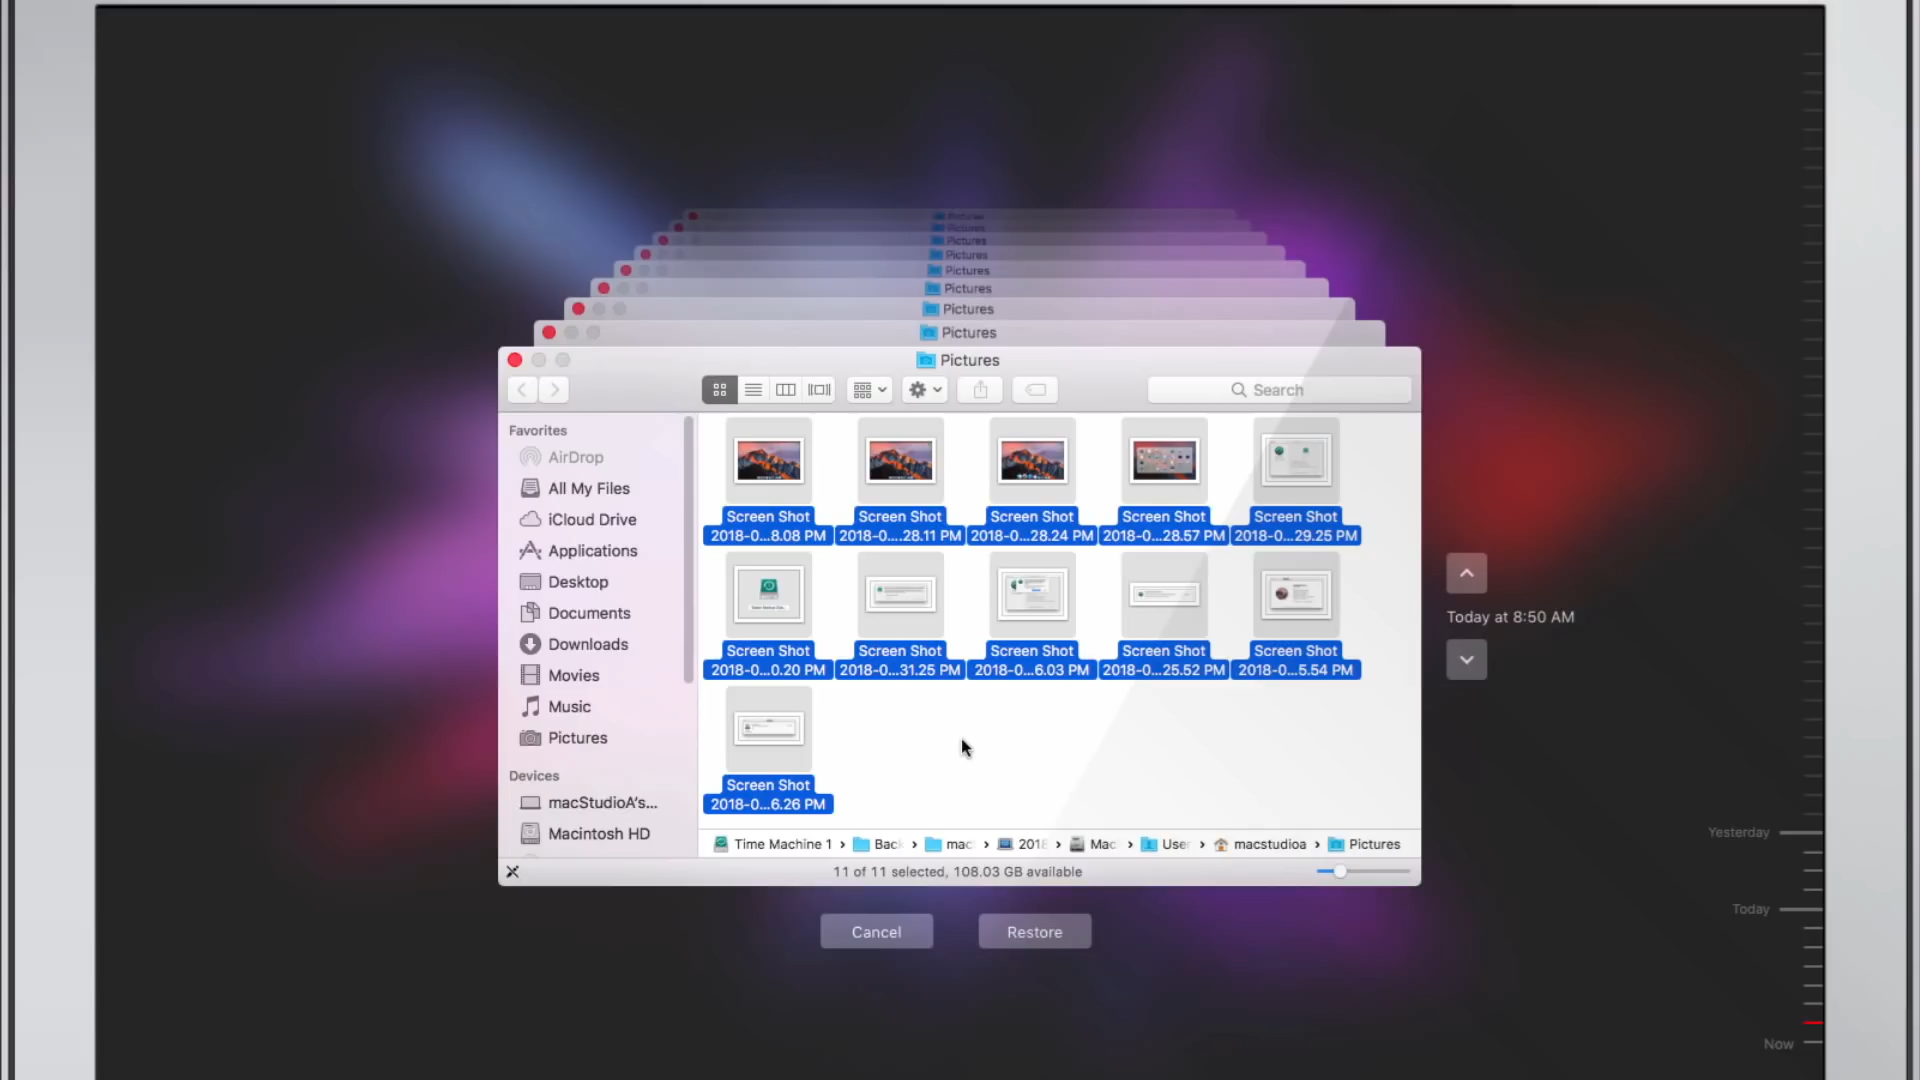 Pictures
Pictures
Pictures
Pictures
Pictures
Pictures
Pictures
Pictures
Pictures
Search
Favorites
AirDrop
All My Files
iCloud Drive
Applications
Desktop
Documents
Downloads
Movies
Music
Pictures
Devices
macStudioA's...
Macintosh HD
Screen Shot
2018-0...8.08 PM
Screen Shot
2018-0....28.11 PM
Screen Shot
2018-0...28.24 PM
Screen Shot
2018-0...28.57 PM
Screen Shot
2018-0...29.25 PM
Screen Shot
2018-0...0.20 PM
Screen Shot
2018-0...31.25 PM
Screen Shot
2018-0...6.03 PM
Screen Shot
2018-0...25.52 PM
Screen Shot
2018-0...5.54 PM
Screen Shot
2018-0...6.26 PM
Time Machine 1 › Back › mac › 2018 › Mac › User › macstudioa › Pictures
11 of 11 selected, 108.03 GB available
Cancel
Restore
Today at 8:50 AM
Yesterday
Today
Now